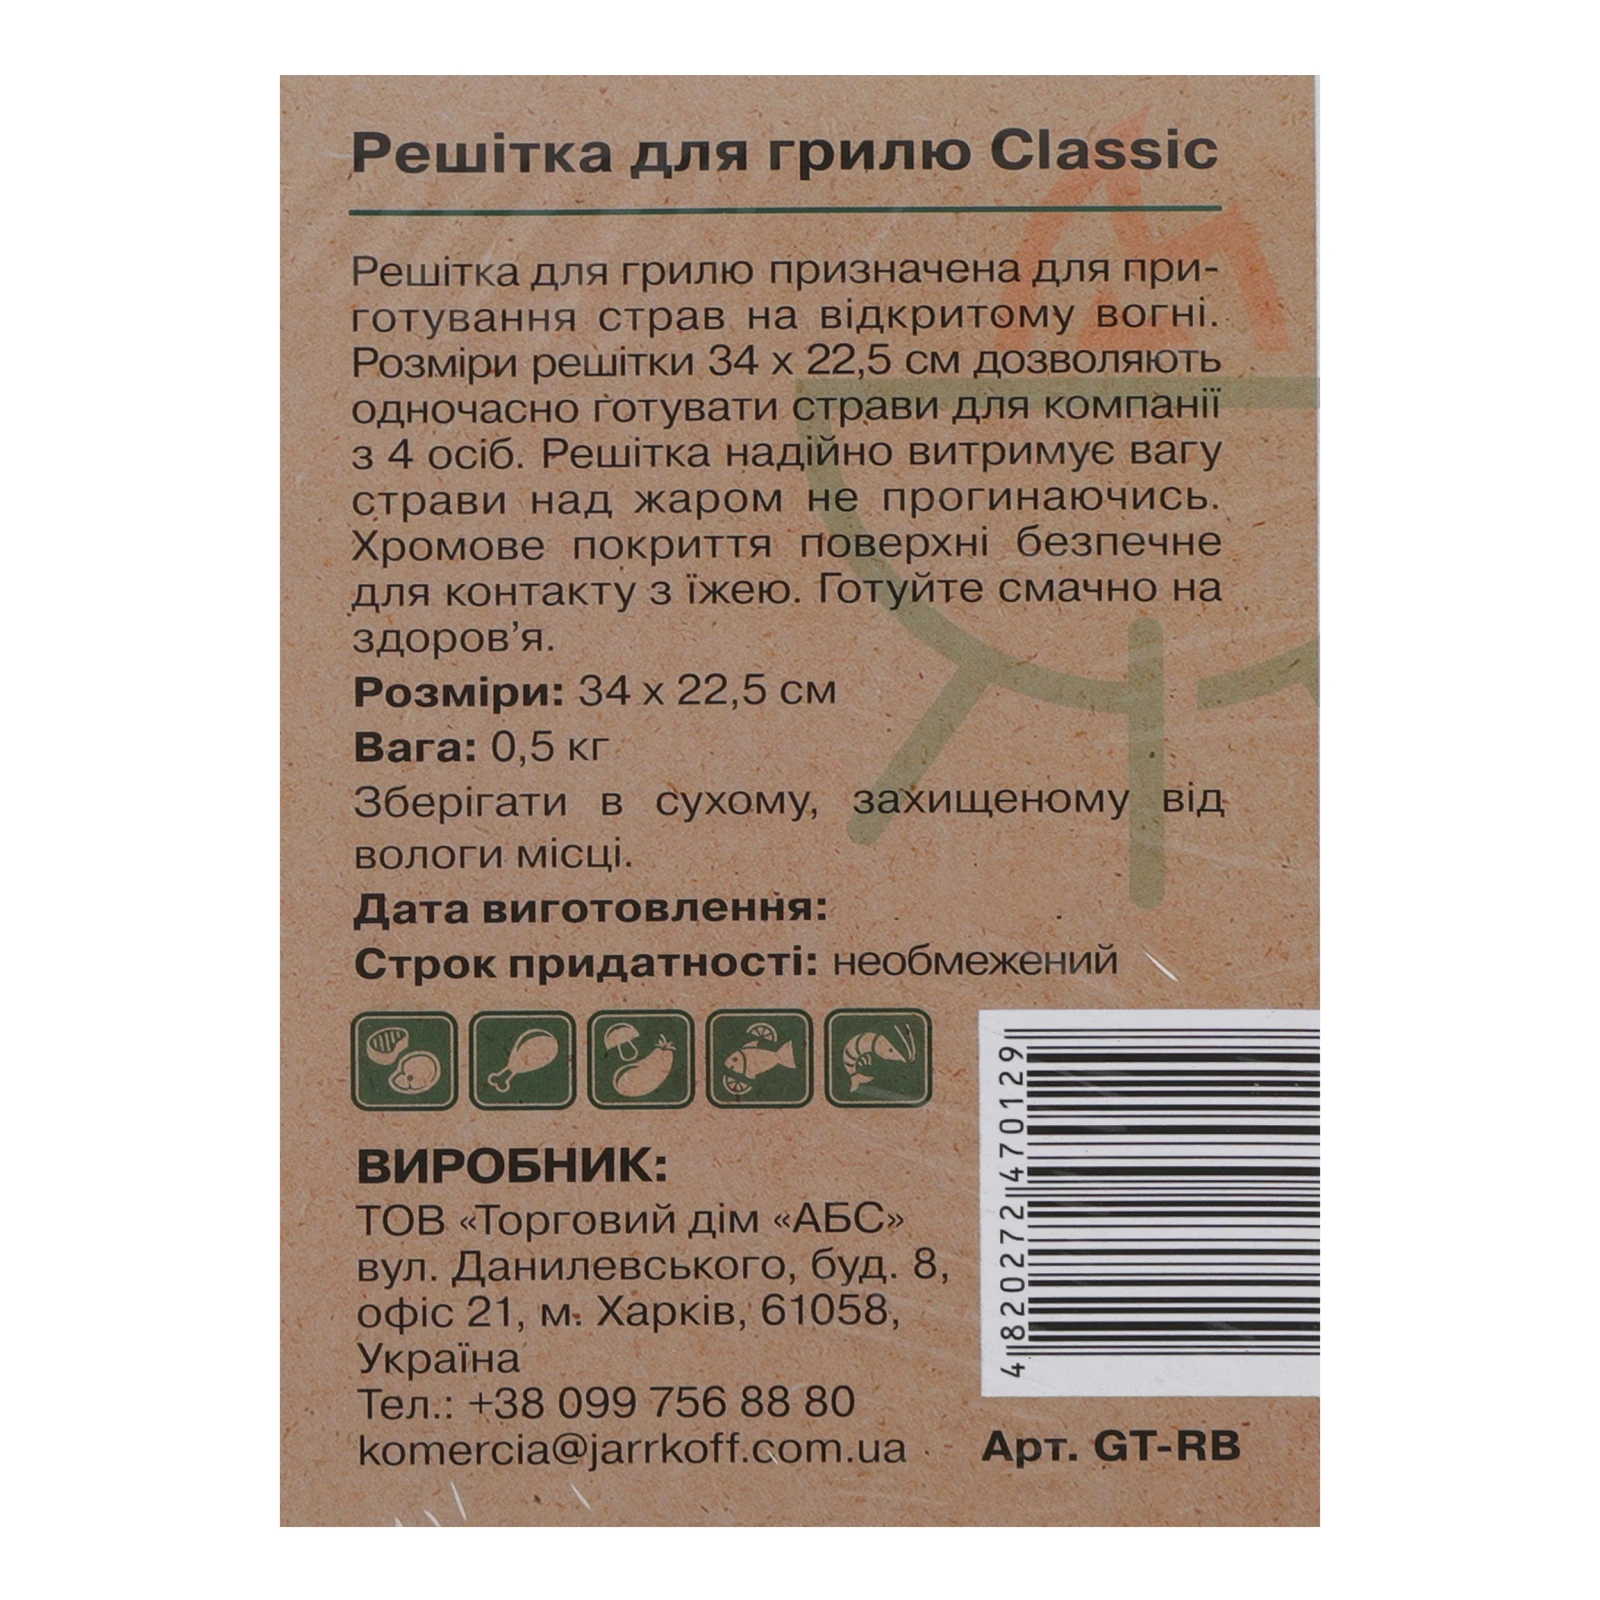 Решітка для грилю Classic
Решітка для грилю призначена для при-
готування страв на відкритому вогні.
Розміри решітки 34 х 22,5 см дозволяють
одночасно готувати страви для компанії
з 4 осіб. Решітка надійно витримує вагу
страви над жаром не прогинаючись.
Хромове покриття поверхні безпечне
для контакту з їжею. Готуйте смачно на
здоров’я.
Розміри: 34 х 22,5 см
Вага: 0,5 кг
Зберігати в сухому, захищеному від
вологи місці.
Дата виготовлення:
Строк придатності: необмежений
ВИРОБНИК:
ТОВ «Торговий дім «АБС»
вул. Данилевського, буд. 8,
офіс 21, м. Харків, 61058,
Україна
Тел.: +38 099 756 88 80
komercia@jarrkoff.com.ua
4 820272 470129
Арт. GT-RB